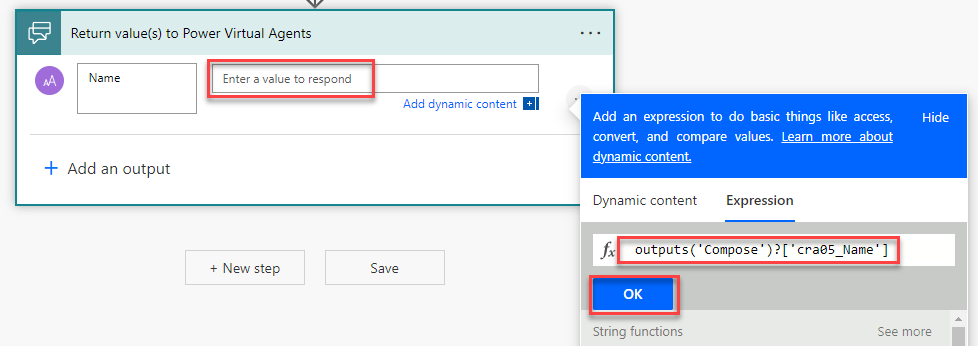 Return value(s) to Power Virtual Agents
Name
Enter a value to respond
Add dynamic content
+ Add an output
+ New step
Save
Add an expression to do basic things like access,
convert, and compare values. Learn more about
dynamic content.
Hide
Dynamic content
Expression
fx outputs('Compose')?['cra05_Name']
OK
String functions
See more